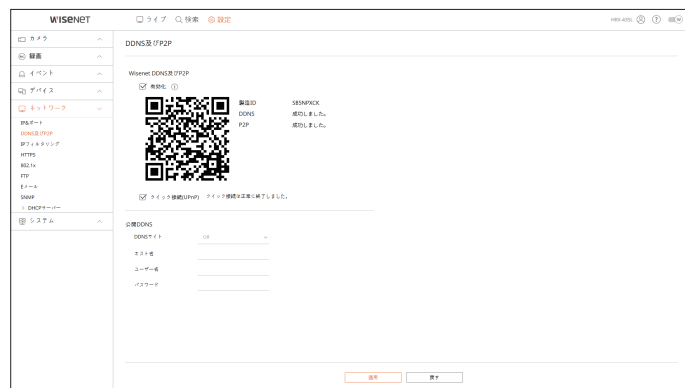 WISENET
ライブ 検索 設定
カメラ
DDNS及びP2P
録画
イベント
デバイス
ネットワーク
IP&ポート
DDNS及びP2P
IPフィルタリング
HTTPS
802.1x
FTP
Eメール
SNMP
> DHCPサーバー
システム
Wisenet DDNS及びP2P
有効化
製造ID SB5NPXCK
DDNS 成功しました。
P2P 成功しました。
クイック接続(UPnP) クイック接続は正常に終了しました。
公開DDNS
DDNSサイト Off
ホスト名
ユーザー名
パスワード
適用 戻す